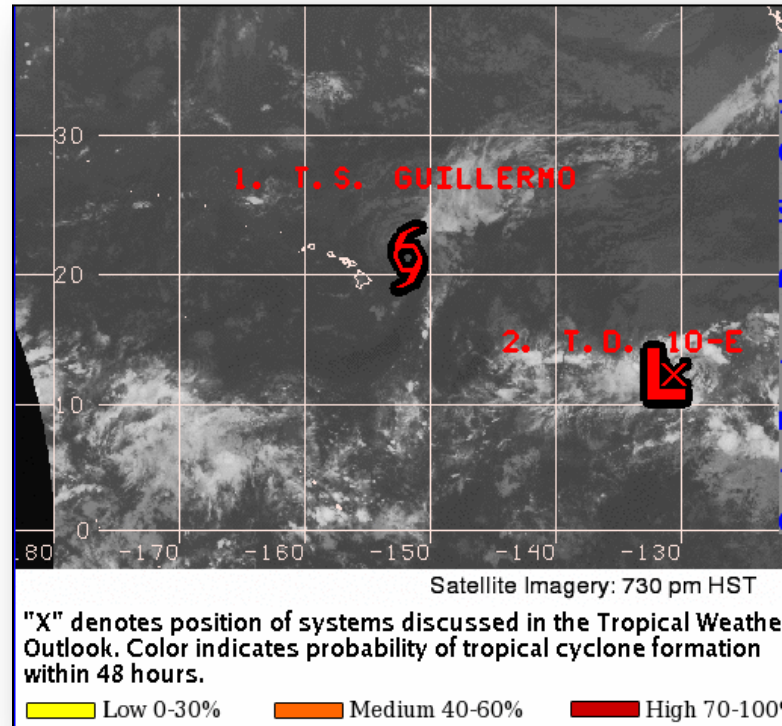 30
1. T.S. GUILLERMO
20
2. T.D. 10-E
10
0
80 -170 -160 -150 -140 -130
Satellite Imagery: 730 pm HST
"X" denotes position of systems discussed in the Tropical Weathe
Outlook. Color indicates probability of tropical cyclone formation
within 48 hours.
Low 0-30% Medium 40-60% High 70-100